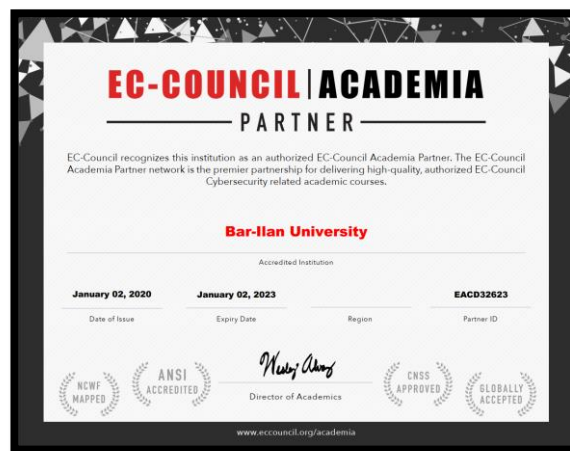 EC-COUNCIL | ACADEMIA
PARTNER
EC-Council recognizes this institution as an authorized EC-Council Academia Partner. The EC-Council
Academia Partner network is the premier partnership for delivering high-quality, authorized EC-Council
Cybersecurity related academic courses.
Bar-Ilan University
Accredited Institution
January 02, 2020 January 02, 2023 EACD32623
Date of Issue Expiry Date Region Partner ID
NCWF
MAPPED
ANSI
ACCREDITED
Director of Academics
CNSS
APPROVED
GLOBALLY
ACCEPTED
www.eccouncil.org/academia